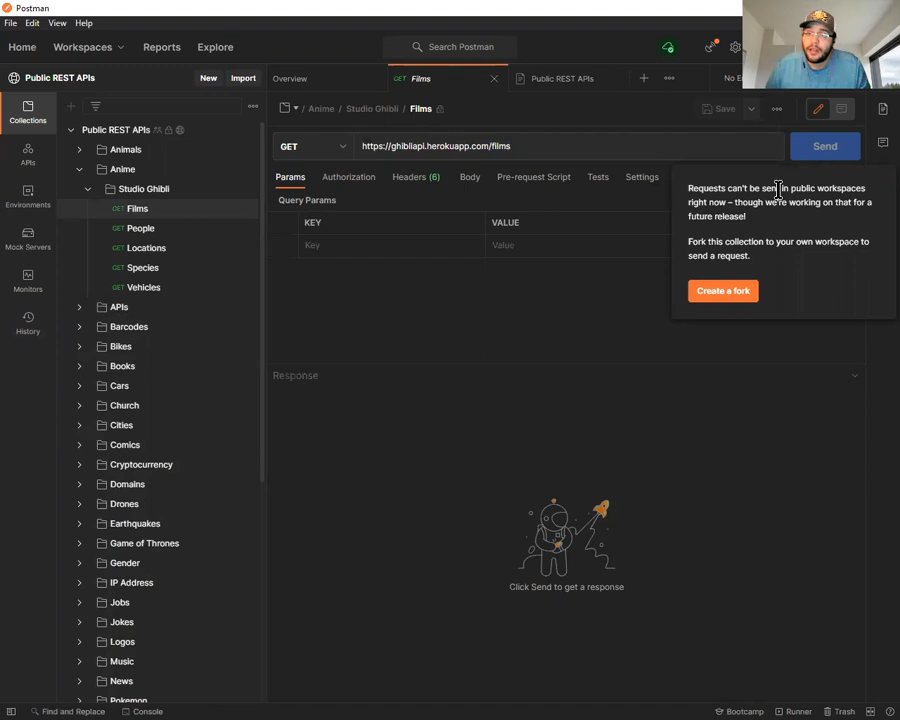 Postman
File Edit View Help
Home Workspaces Reports Explore Search Postman
Public REST APIs New Import Overview GET Films Public REST APIs No E
Collections
APIs
Environments
Mock Servers
Monitors
History
Public REST APIs
Animals
Anime
Studio Ghibli
GET Films
GET People
GET Locations
GET Species
GET Vehicles
APIs
Barcodes
Bikes
Books
Cars
Church
Cities
Comics
Cryptocurrency
Domains
Drones
Earthquakes
Game of Thrones
Gender
IP Address
Jobs
Jokes
Logos
Music
News
Pokemon
/ Anime / Studio Ghibli / Films Save
GET https://ghibliapi.herokuapp.com/films Send
Params Authorization Headers (6) Body Pre-request Script Tests Settings
Query Params
KEY VALUE
Key Value
Requests can't be sent in public workspaces
right now – though we're working on that for a
future release!
Fork this collection to your own workspace to
send a request.
Create a fork
Response
Click Send to get a response
Find and Replace Console Bootcamp Runner Trash